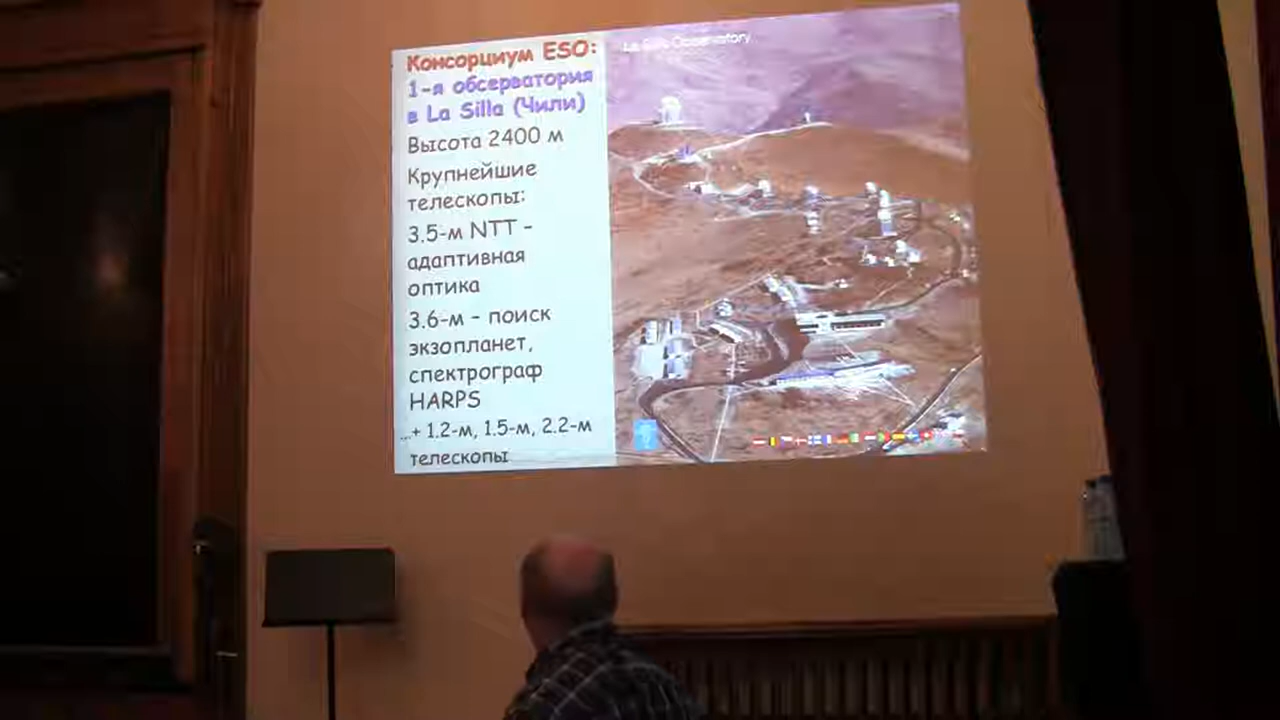 Консорциум ESO:
1-я обсерватория
в La Silla (Чили)
Высота 2400 м
Крупнейшие
телескопы:
3.5-м NTT –
адаптивная
оптика
3.6-м – поиск
экзопланет,
спектрограф
HARPS
...+ 1.2-м, 1.5-м, 2.2-м
телескопы
La Silla Observatory